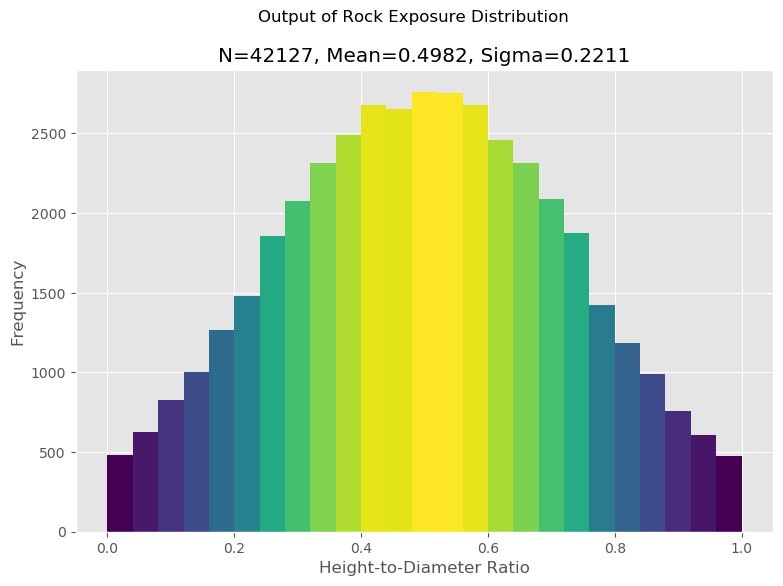 Output of Rock Exposure Distribution
N=42127, Mean=0.4982, Sigma=0.2211
Frequency
2500
2000
1500
1000
500
0
0.0 0.2 0.4 0.6 0.8 1.0
Height-to-Diameter Ratio